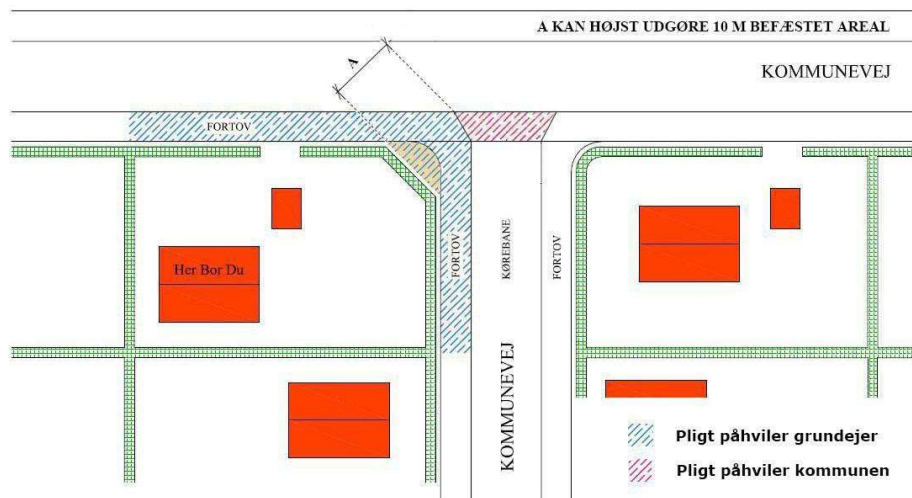 A KAN HØJST UDGØRE 10 M BEFÆSTET AREAL
KOMMUNEVEJ
A
FORTOV
Her Bor Du
FORTOV
KØREBANE
FORTOV
KOMMUNEVEJ
Pligt påhviler grundejer
Pligt påhviler kommunen